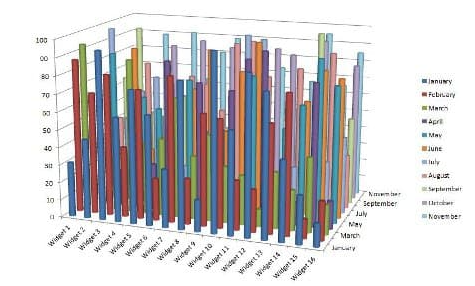 100
90
80
70
60
50
40
30
20
10
0
Widget 1
Widget 2
Widget 3
Widget 4
Widget 5
Widget 6
Widget 7
Widget 8
Widget 9
Widget 10
Widget 11
Widget 12
Widget 13
Widget 14
Widget 15
Widget 16
November
September
July
May
March
January
January
February
March
April
May
June
July
August
September
October
November